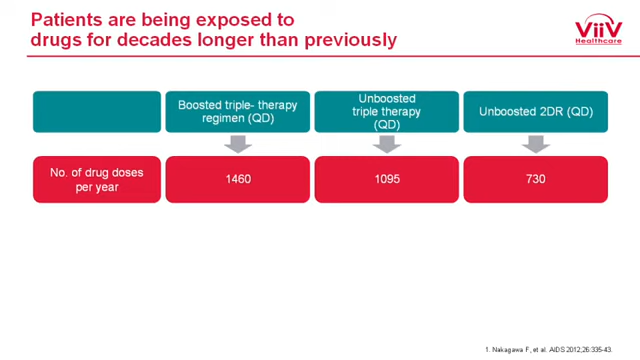 Patients are being exposed to
drugs for decades longer than previously
ViiV
Healthcare
Boosted triple- therapy
regimen (QD)
Unboosted
triple therapy
(QD)
Unboosted 2DR (QD)
No. of drug doses
per year
1460
1095
730
1. Nakagawa F, et al. AIDS 2012;26:335-43.